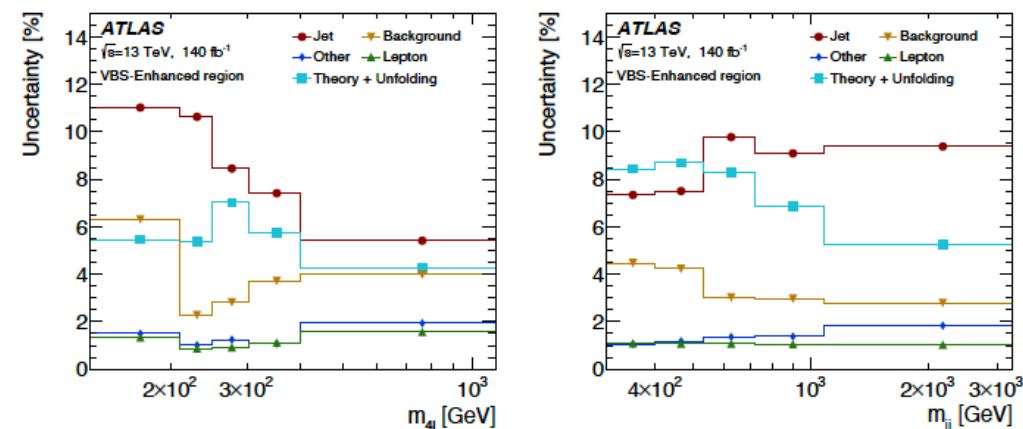 Uncertainty [%]
14
12
10
8
6
4
2
0
ATLAS
√s=13 TeV, 140 fb⁻¹
VBS-Enhanced region
Jet
Background
Other
Lepton
Theory + Unfolding
2×10²
3×10²
10³
m₄ₗ [GeV]
Uncertainty [%]
14
12
10
8
6
4
2
0
ATLAS
√s=13 TeV, 140 fb⁻¹
VBS-Enhanced region
Jet
Background
Other
Lepton
Theory + Unfolding
4×10²
10³
2×10³
3×10³
mⱼⱼ [GeV]